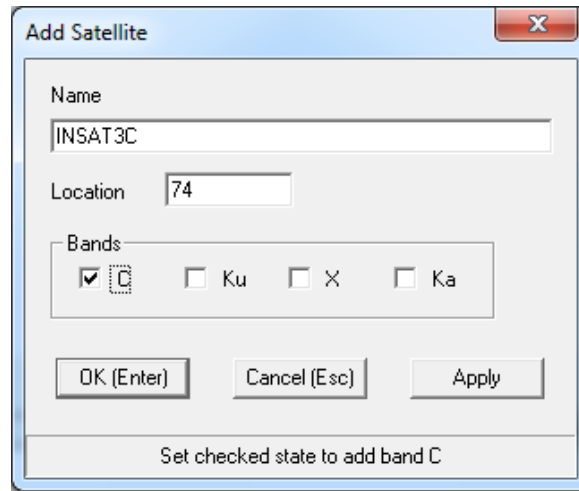 Add Satellite
Name
INSAT3C
Location 74
Bands
C Ku X Ka
OK (Enter) Cancel (Esc) Apply
Set checked state to add band C